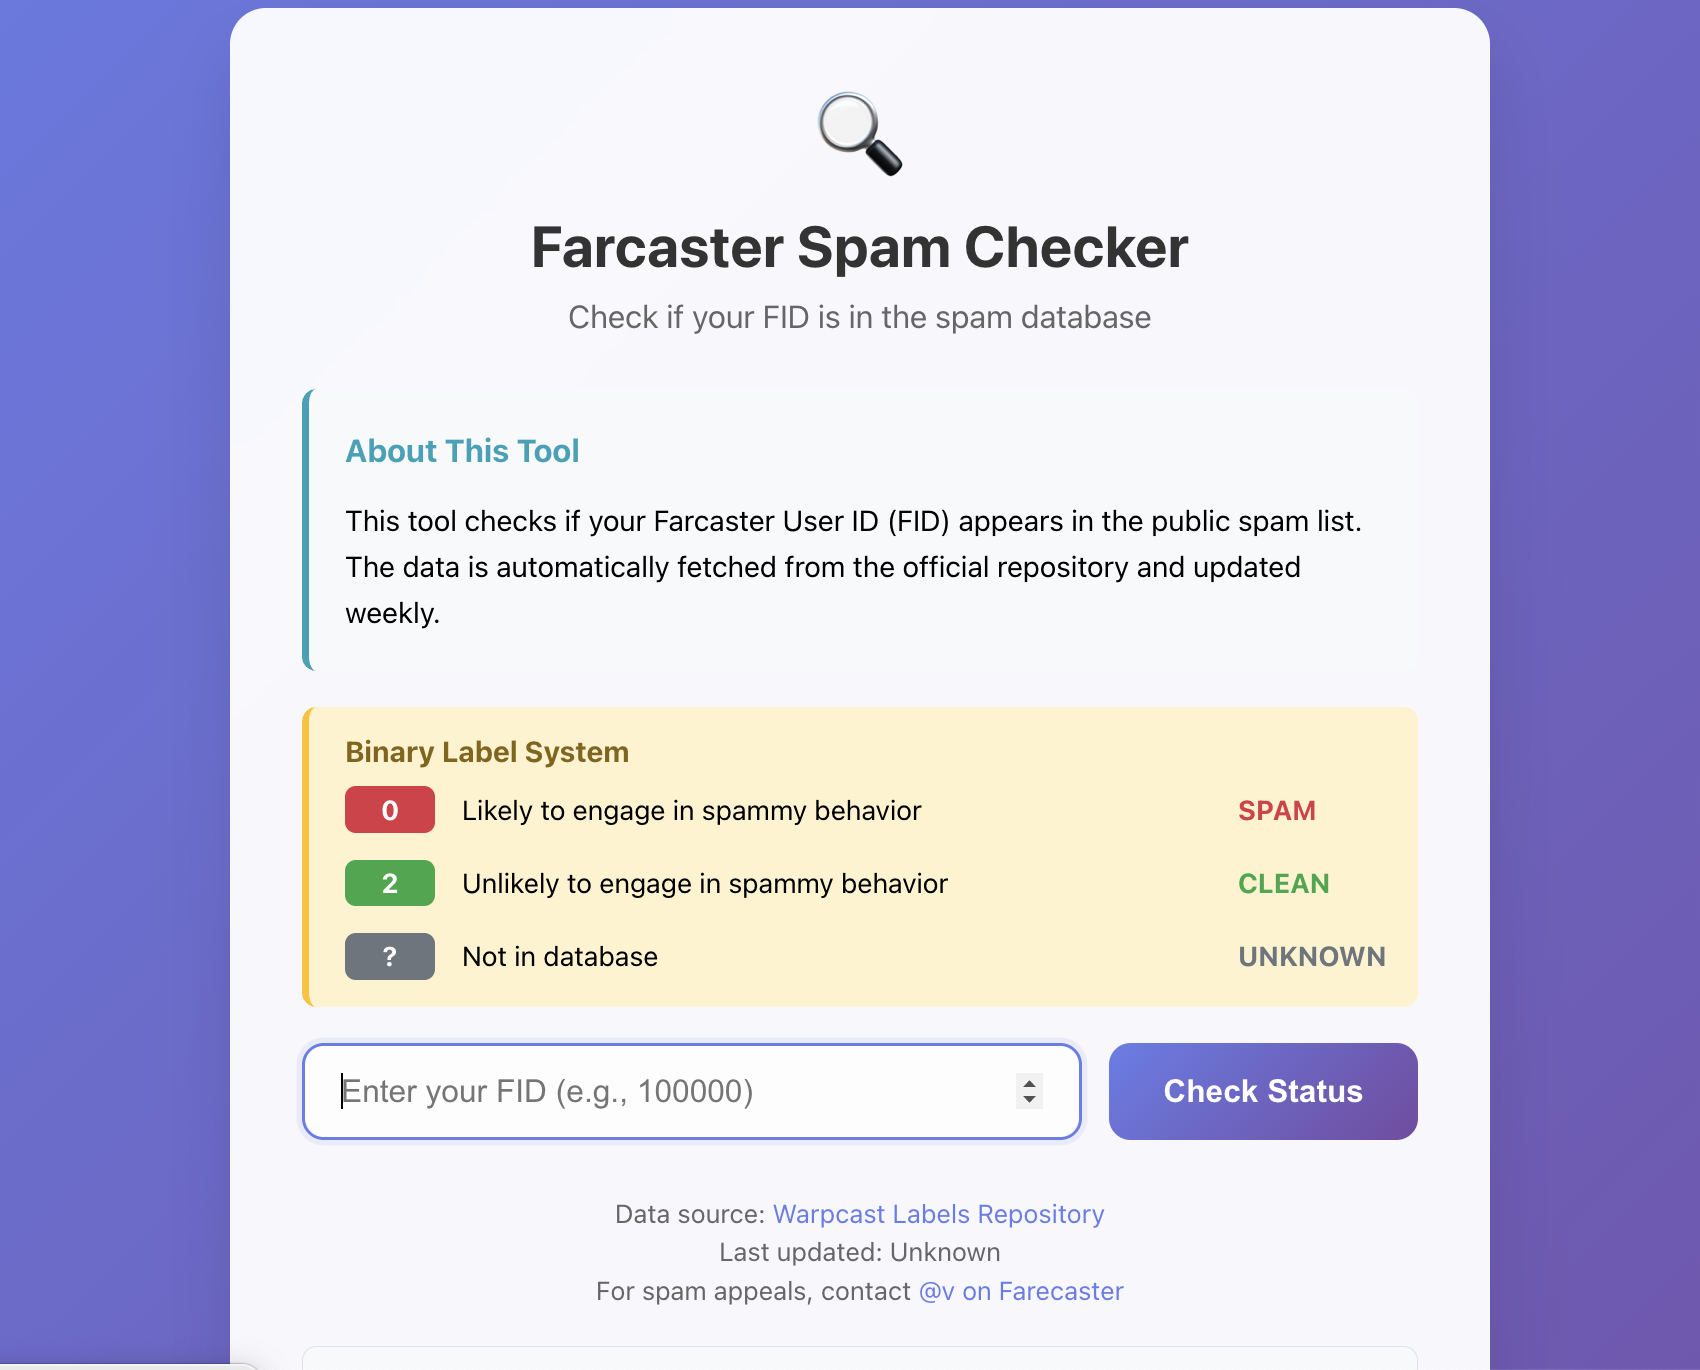 Farcaster Spam Checker
Check if your FID is in the spam database
About This Tool
This tool checks if your Farcaster User ID (FID) appears in the public spam list.
The data is automatically fetched from the official repository and updated
weekly.
Binary Label System
0 Likely to engage in spammy behavior SPAM
2 Unlikely to engage in spammy behavior CLEAN
? Not in database UNKNOWN
Enter your FID (e.g., 100000)
Check Status
Data source: Warpcast Labels Repository
Last updated: Unknown
For spam appeals, contact @v on Farecaster